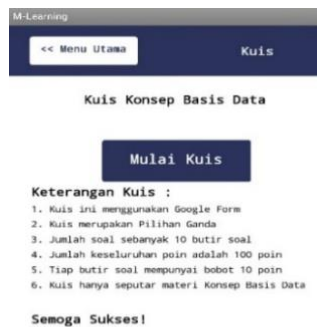 M-Learning
<< Menu Utama
Kuis
Kuis Konsep Basis Data
Mulai Kuis
Keterangan Kuis :
1. Kuis ini menggunakan Google Form
2. Kuis merupakan Pilihan Ganda
3. Jumlah soal sebanyak 10 butir soal
4. Jumlah keseluruhan poin adalah 100 poin
5. Tiap butir soal mempunyai bobot 10 poin
6. Kuis hanya seputar materi Konsep Basis Data
Semoga Sukses!